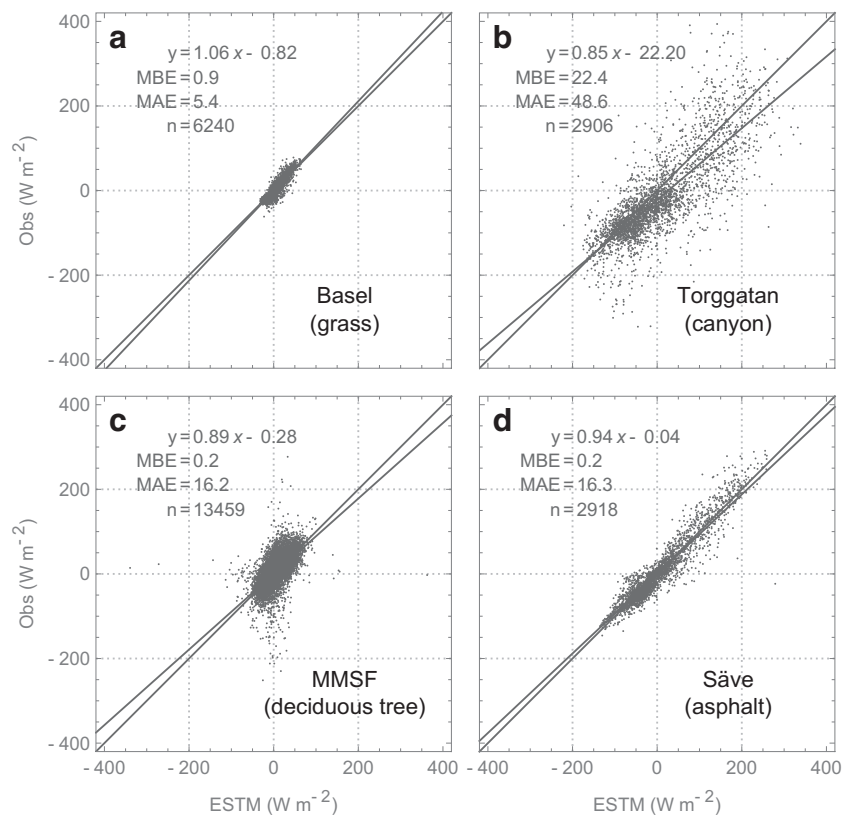 a
y=1.06 x- 0.82
MBE=0.9
MAE=5.4
n=6240
Basel
(grass)
400
200
0
- 200
- 400
Obs (W m-2)
b
y=0.85 x- 22.20
MBE=22.4
MAE=48.6
n=2906
Torggatan
(canyon)
c
y=0.89 x- 0.28
MBE=0.2
MAE=16.2
n=13459
MMSF
(deciduous tree)
400
200
0
- 200
- 400
Obs (W m-2)
- 400 - 200 0 200 400
ESTM (W m-2)
d
y=0.94 x- 0.04
MBE=0.2
MAE=16.3
n=2918
Säve
(asphalt)
- 400 - 200 0 200 400
ESTM (W m-2)